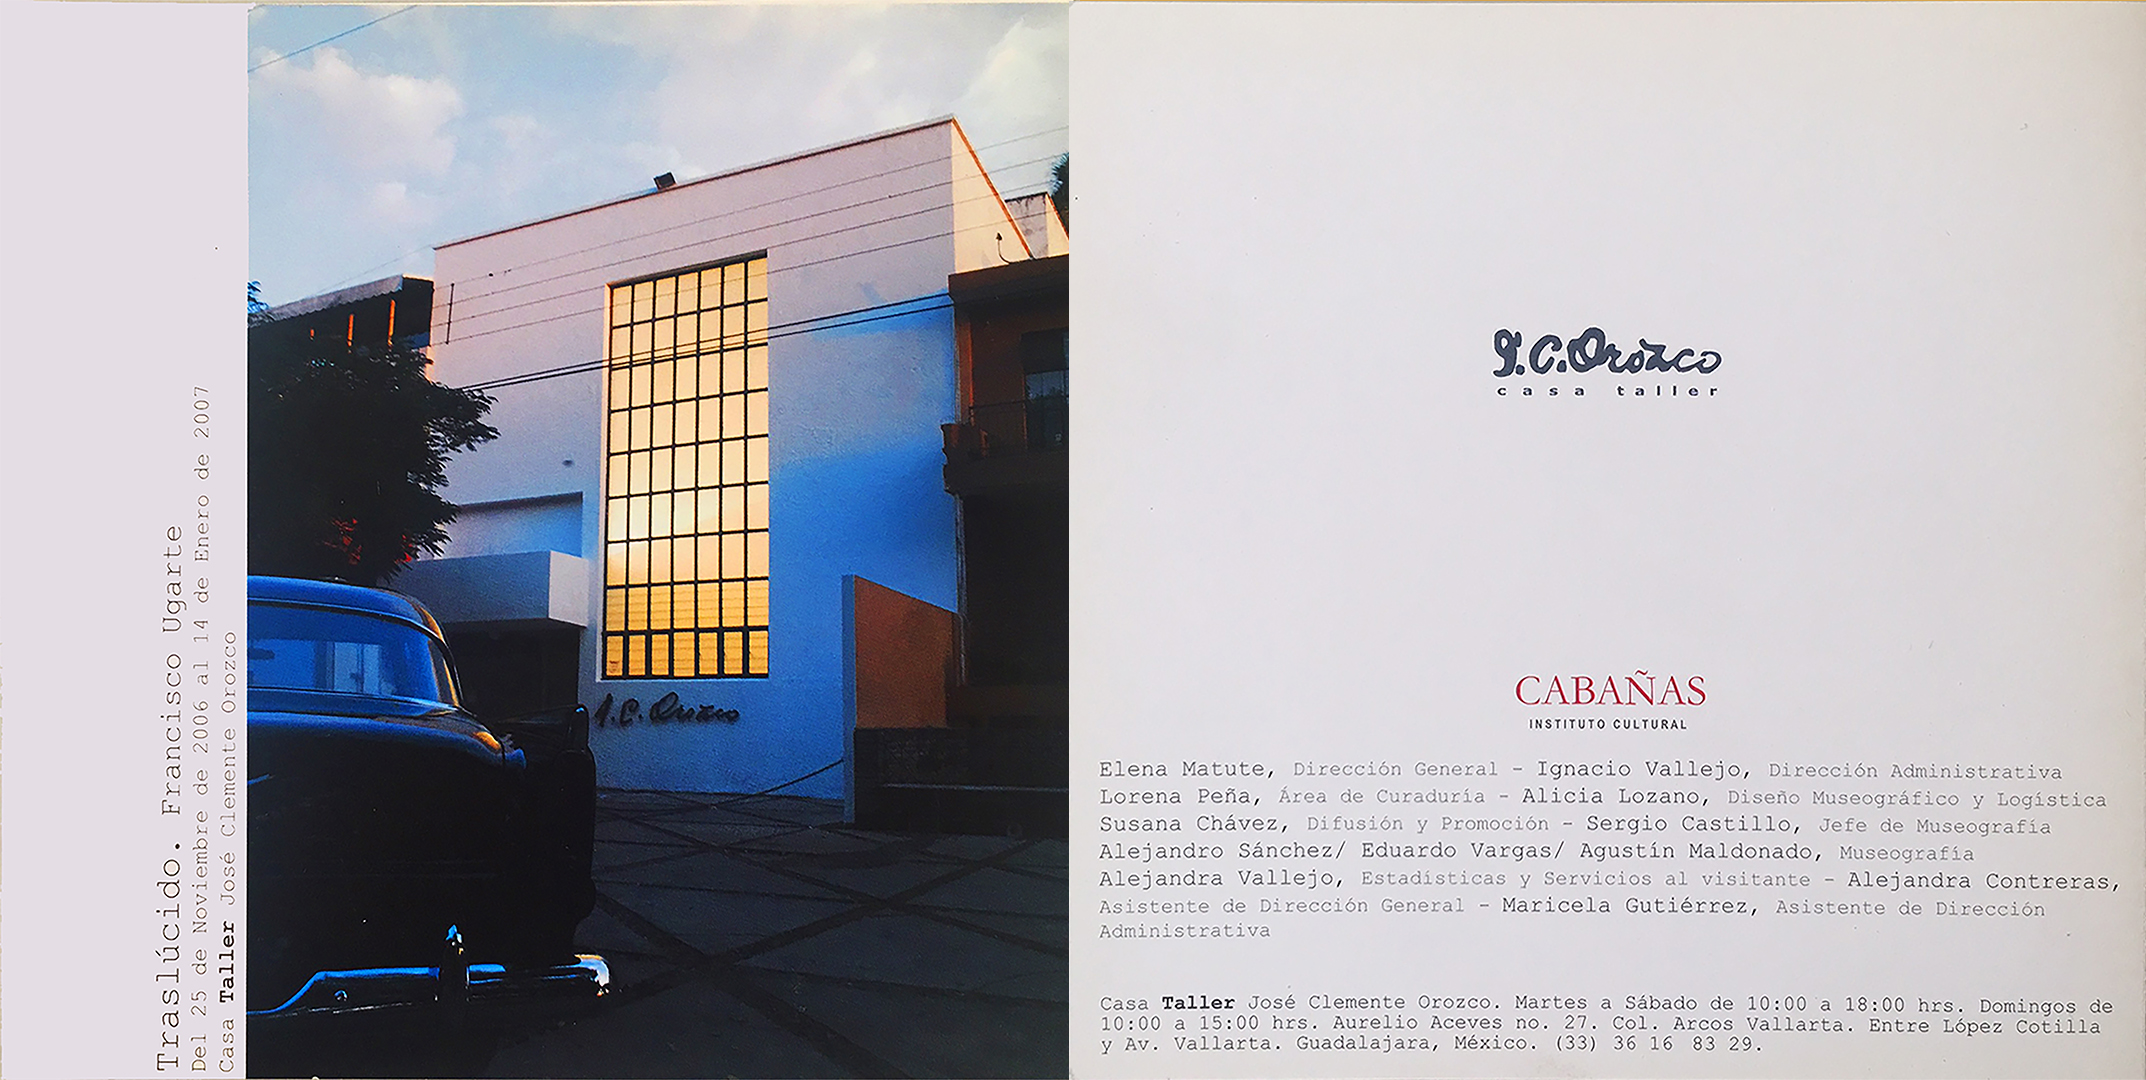 Traslúcido. Francisco Ugarte
Del 25 de Noviembre de 2006 al 14 de Enero de 2007
Casa Taller José Clemente Orozco
J.C. Orozco
J.C.Orozco
casa taller
CABAÑAS
INSTITUTO CULTURAL
Elena Matute, Dirección General - Ignacio Vallejo, Dirección Administrativa
Lorena Peña, Área de Curaduría - Alicia Lozano, Diseño Museográfico y Logística
Susana Chávez, Difusión y Promoción - Sergio Castillo, Jefe de Museografía
Alejandro Sánchez/ Eduardo Vargas/ Agustín Maldonado, Museografía
Alejandra Vallejo, Estadísticas y Servicios al visitante - Alejandra Contreras,
Asistente de Dirección General - Maricela Gutiérrez, Asistente de Dirección
Administrativa
Casa Taller José Clemente Orozco. Martes a Sábado de 10:00 a 18:00 hrs. Domingos de
10:00 a 15:00 hrs. Aurelio Aceves no. 27. Col. Arcos Vallarta. Entre López Cotilla
y Av. Vallarta. Guadalajara, México. (33) 36 16 83 29.